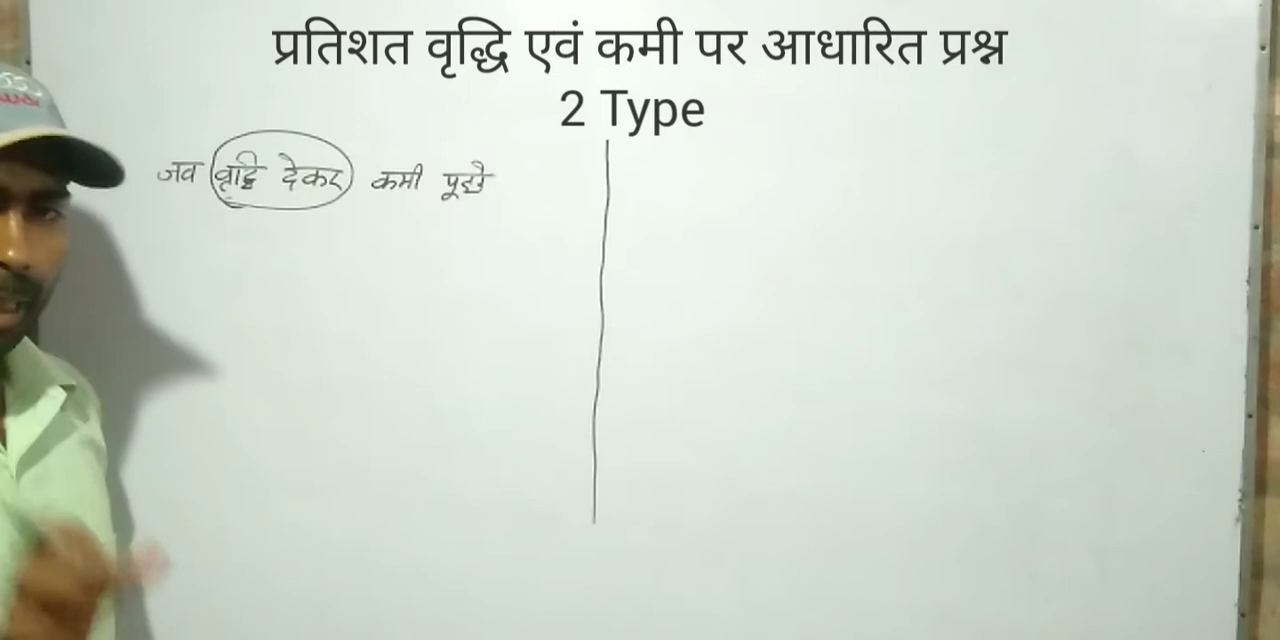 प्रतिशत वृद्धि एवं कमी पर आधारित प्रश्न
2 Type
जब वृद्धि देकर कमी पूछे